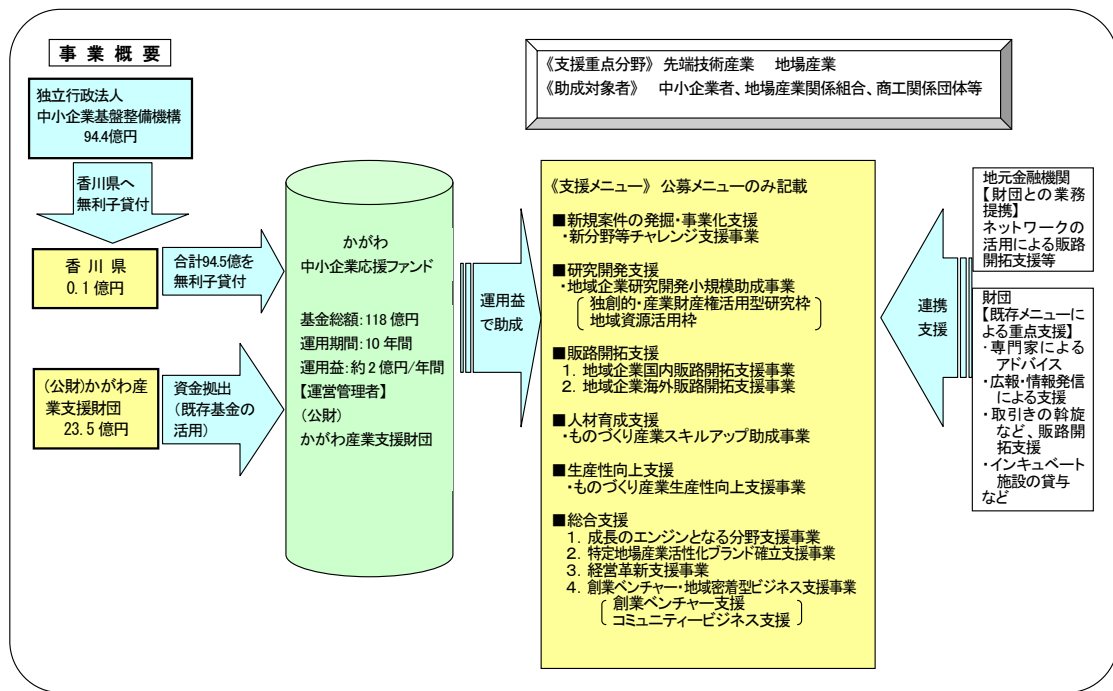 事 業 概 要
独立行政法人
中小企業基盤整備機構
94.4億円
香川県へ
無利子貸付
香 川 県
0.1 億円
合計94.5億を
無利子貸付
(公財)かがわ産
業支援財団
23.5 億円
資金拠出
(既存基金の
活用)
かがわ
中小企業応援ファンド
基金総額:118 億円
運用期間:10 年間
運用益:約 2 億円/年間
【運営管理者】
(公財)
かがわ産業支援財団
運用益
で助成
《支援重点分野》 先端技術産業 地場産業
《助成対象者》 中小企業者、地場産業関係組合、商工関係団体等
《支援メニュー》 公募メニューのみ記載
■新規案件の発掘・事業化支援
・新分野等チャレンジ支援事業
■研究開発支援
・地域企業研究開発小規模助成事業
独創的・産業財産権活用型研究枠
地域資源活用枠
■販路開拓支援
1. 地域企業国内販路開拓支援事業
2. 地域企業海外販路開拓支援事業
■人材育成支援
・ものづくり産業スキルアップ助成事業
■生産性向上支援
・ものづくり産業生産性向上支援事業
■総合支援
1. 成長のエンジンとなる分野支援事業
2. 特定地場産業活性化ブランド確立支援事業
3. 経営革新支援事業
4. 創業ベンチャー・地域密着型ビジネス支援事業
創業ベンチャー支援
コミュニティービジネス支援
連携
支援
地元金融機関
【財団との業務
提携】
ネットワークの
活用による販路
開拓支援等
財団
【既存メニュー
による重点支援】
・専門家による
アドバイス
・広報・情報発信
による支援
・取引きの斡旋
など、販路開
拓支援
・インキュベート
施設の貸与
など